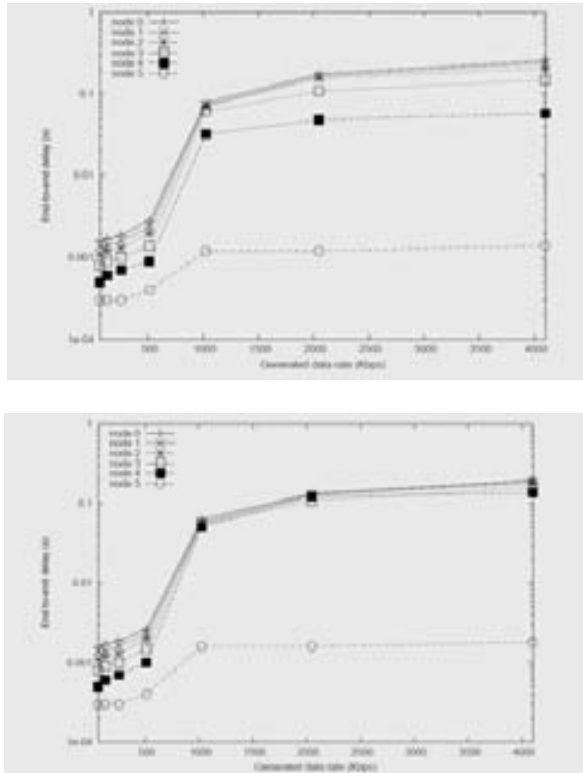 1
node 0
node 1
node 2
node 3
node 4
node 5
0.1
End-to-end delay (s)
0.01
0.001
1e-04
500 1000 1500 2000 2500 3000 3500 4000
Generated data rate (Kbps)
1
node 0
node 1
node 2
node 3
node 4
node 5
0.1
End-to-end delay (s)
0.01
0.001
1e-04
500 1000 1500 2000 2500 3000 3500 4000
Generated data rate (Kbps)